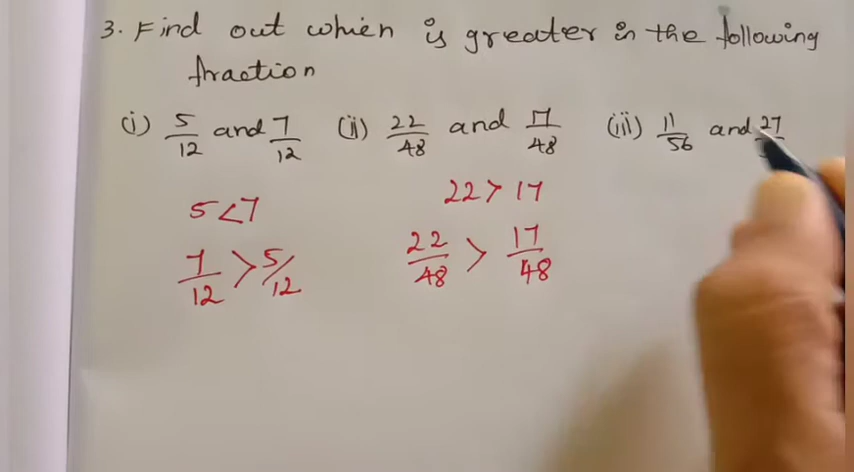 3. Find out which is greater in the following
fraction
(i) 5/12 and 7/12 (ii) 22/48 and 17/48 (iii) 11/56 and 27
5 < 7 22 > 17
7/12 > 5/12 22/48 > 17/48